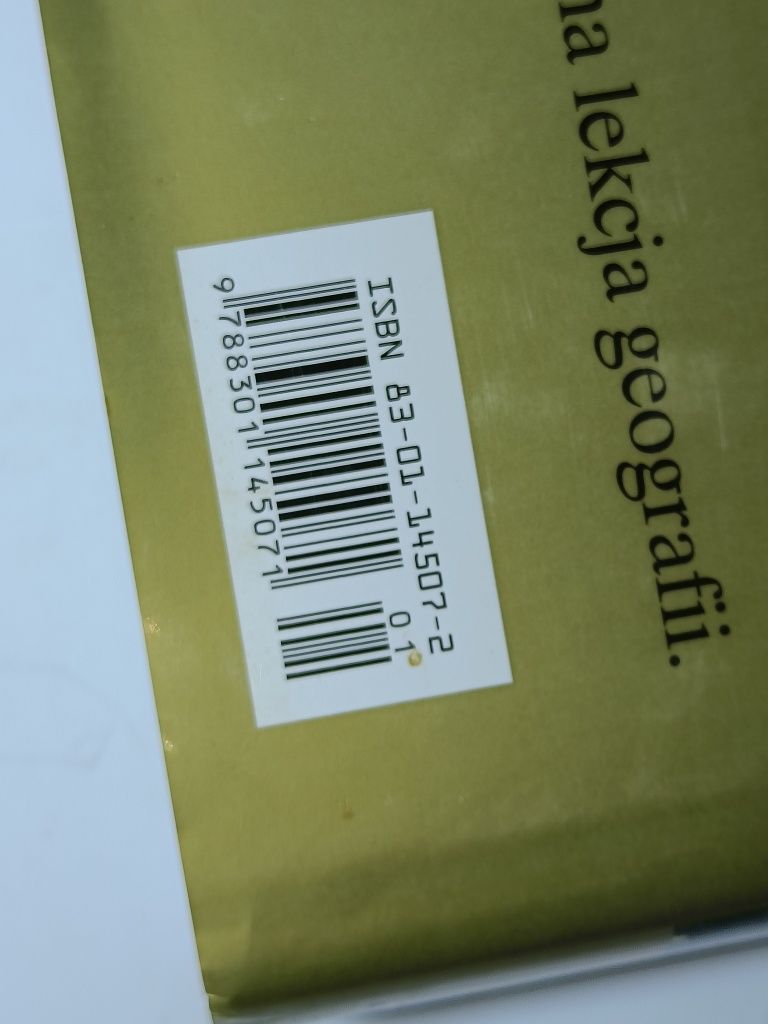 na lekcja geografii.
ISBN 83-01-14507-2
01
9788301145071